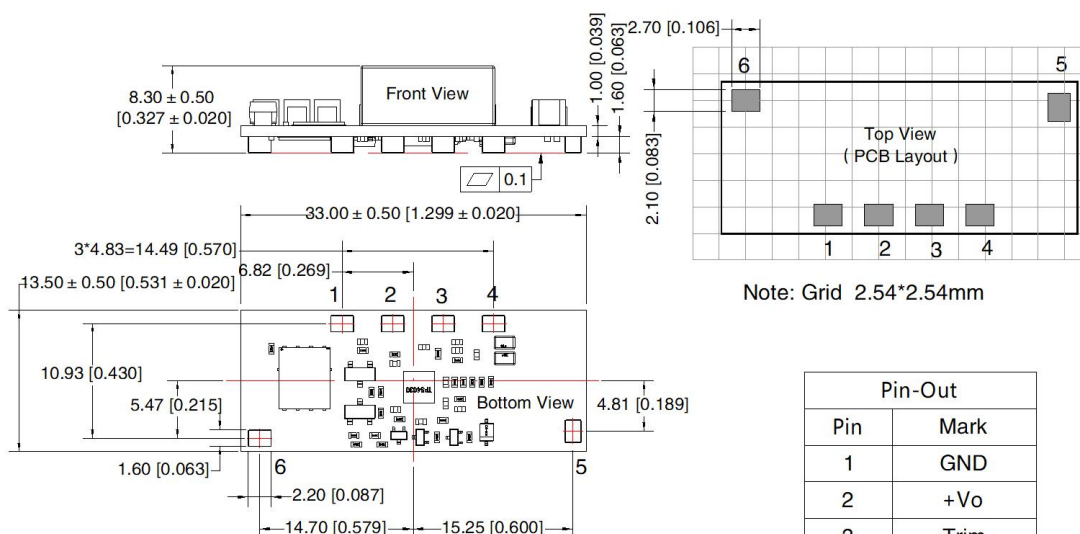 8.30 ± 0.50
[0.327 ± 0.020]
Front View
1.00 [0.039]
1.60 [0.063]
0.1
2.70 [0.106]
2.10 [0.083]
6
5
Top View
( PCB Layout )
1
2
3
4
Note: Grid 2.54*2.54mm
33.00 ± 0.50 [1.299 ± 0.020]
3*4.83=14.49 [0.570]
6.82 [0.269]
13.50 ± 0.50 [0.531 ± 0.020]
1
2
3
4
10.93 [0.430]
5.47 [0.215]
Bottom View
4.81 [0.189]
1.60 [0.063]
6
5
2.20 [0.087]
14.70 [0.579]
15.25 [0.600]
Pin-Out
Pin Mark
1 GND
2 +Vo
3 Trim